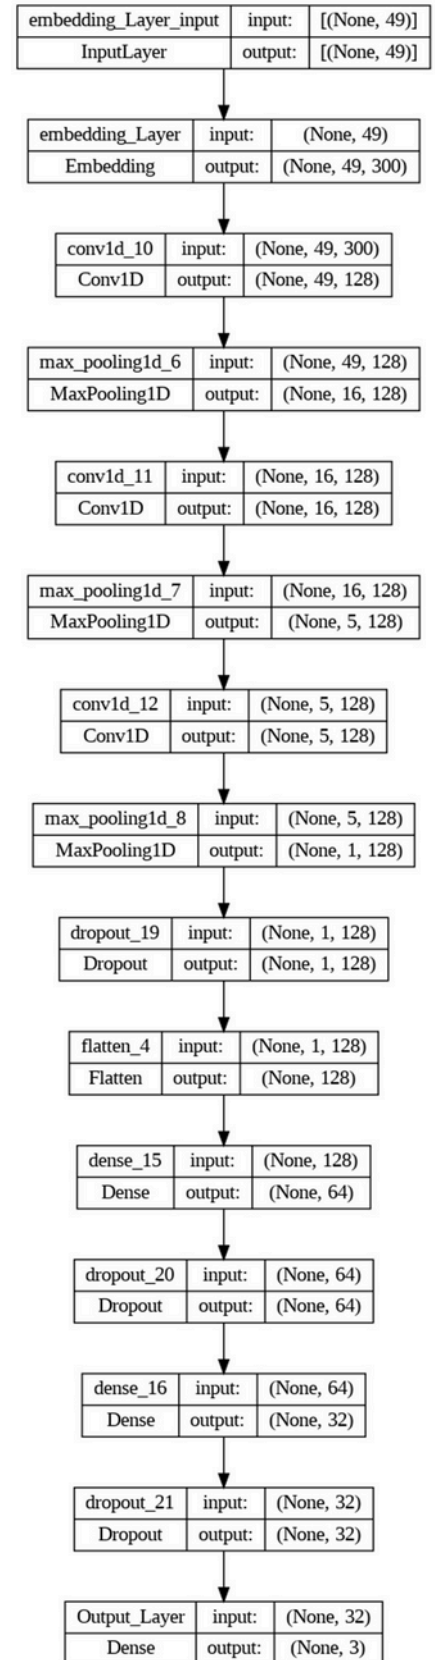 embedding_Layer_input input: [(None, 49)]
InputLayer output: [(None, 49)]
embedding_Layer input: (None, 49)
Embedding output: (None, 49, 300)
conv1d_10 input: (None, 49, 300)
Conv1D output: (None, 49, 128)
max_pooling1d_6 input: (None, 49, 128)
MaxPooling1D output: (None, 16, 128)
conv1d_11 input: (None, 16, 128)
Conv1D output: (None, 16, 128)
max_pooling1d_7 input: (None, 16, 128)
MaxPooling1D output: (None, 5, 128)
conv1d_12 input: (None, 5, 128)
Conv1D output: (None, 5, 128)
max_pooling1d_8 input: (None, 5, 128)
MaxPooling1D output: (None, 1, 128)
dropout_19 input: (None, 1, 128)
Dropout output: (None, 1, 128)
flatten_4 input: (None, 1, 128)
Flatten output: (None, 128)
dense_15 input: (None, 128)
Dense output: (None, 64)
dropout_20 input: (None, 64)
Dropout output: (None, 64)
dense_16 input: (None, 64)
Dense output: (None, 32)
dropout_21 input: (None, 32)
Dropout output: (None, 32)
Output_Layer input: (None, 32)
Dense output: (None, 3)